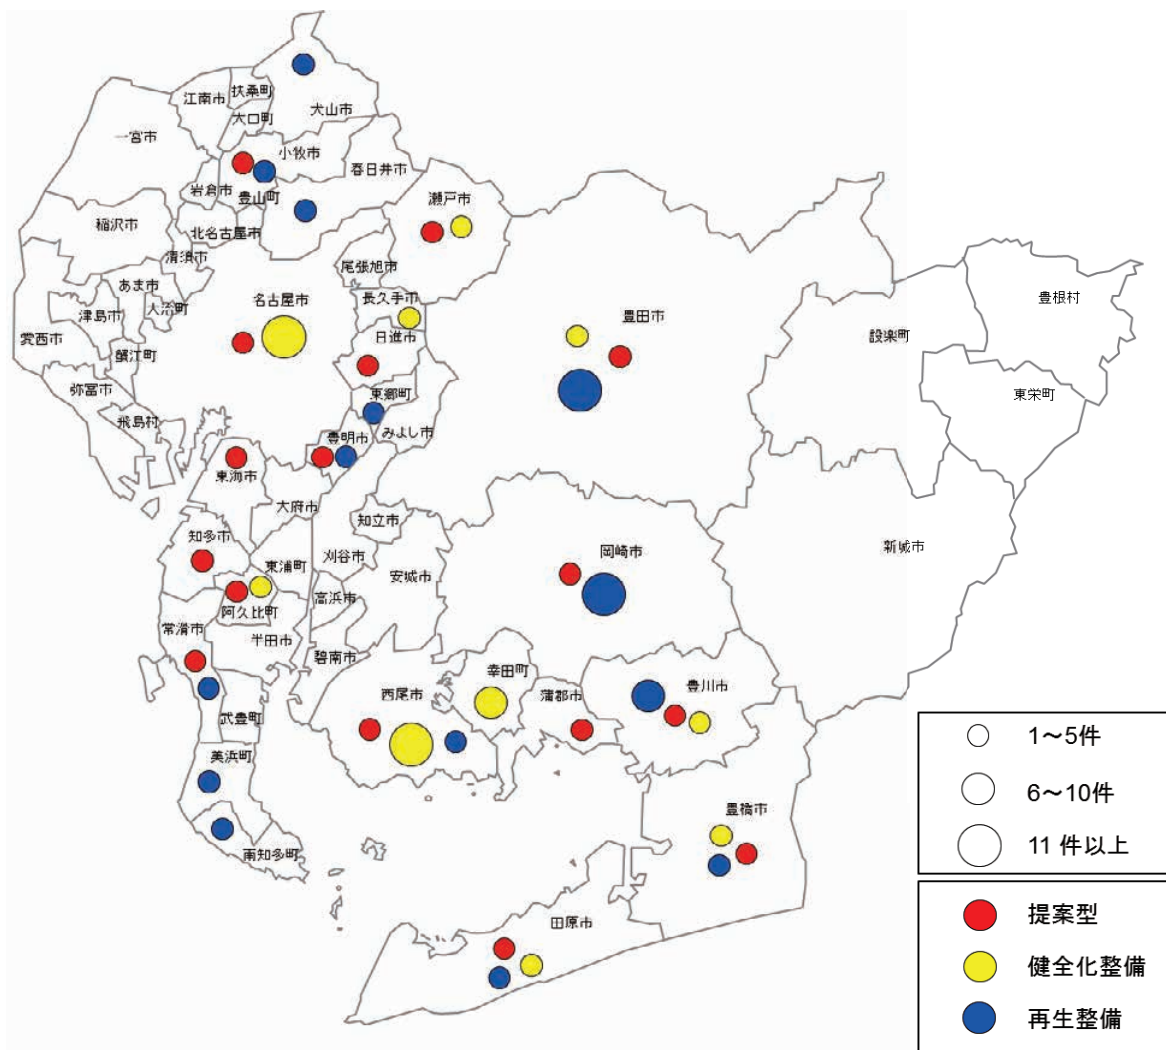 扶桑町
江南市
犬山市
大口町
一宮市
小牧市
春日井市
岩倉市
豊山町
瀬戸市
稲沢市
北名古屋市
清須市
尾張旭市
あま市
長久手市
名古屋市
大治町
津島市
豊田市
豊根村
設楽町
愛西市
日進市
蟹江町
弥冨市
東郷町
東栄町
飛島村
豊明市
みよし市
東海市
大府市
知立市
知多市
刈谷市
岡崎市
新城市
東浦町
安城市
高浜市
阿久比町
常滑市
半田市
碧南市
幸田町
西尾市
蒲郡市
豊川市
武豊町
美浜町
豊橋市
南知多町
田原市
1～5件
6～10件
11 件以上
提案型
健全化整備
再生整備